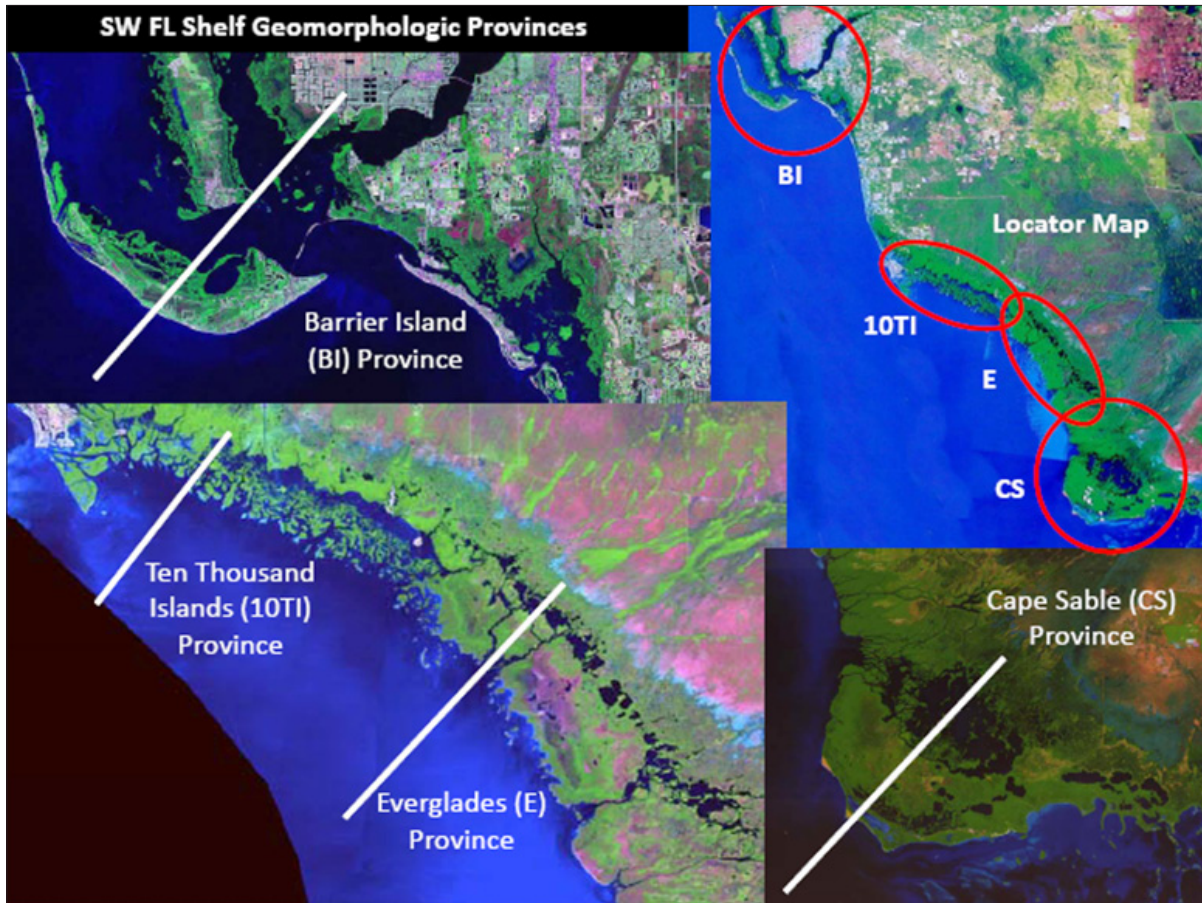 SW FL Shelf Geomorphologic Provinces
BI
Locator Map
Barrier Island
(BI) Province
10TI
E
CS
Ten Thousand
Islands (10TI)
Province
Everglades (E)
Province
Cape Sable (CS)
Province